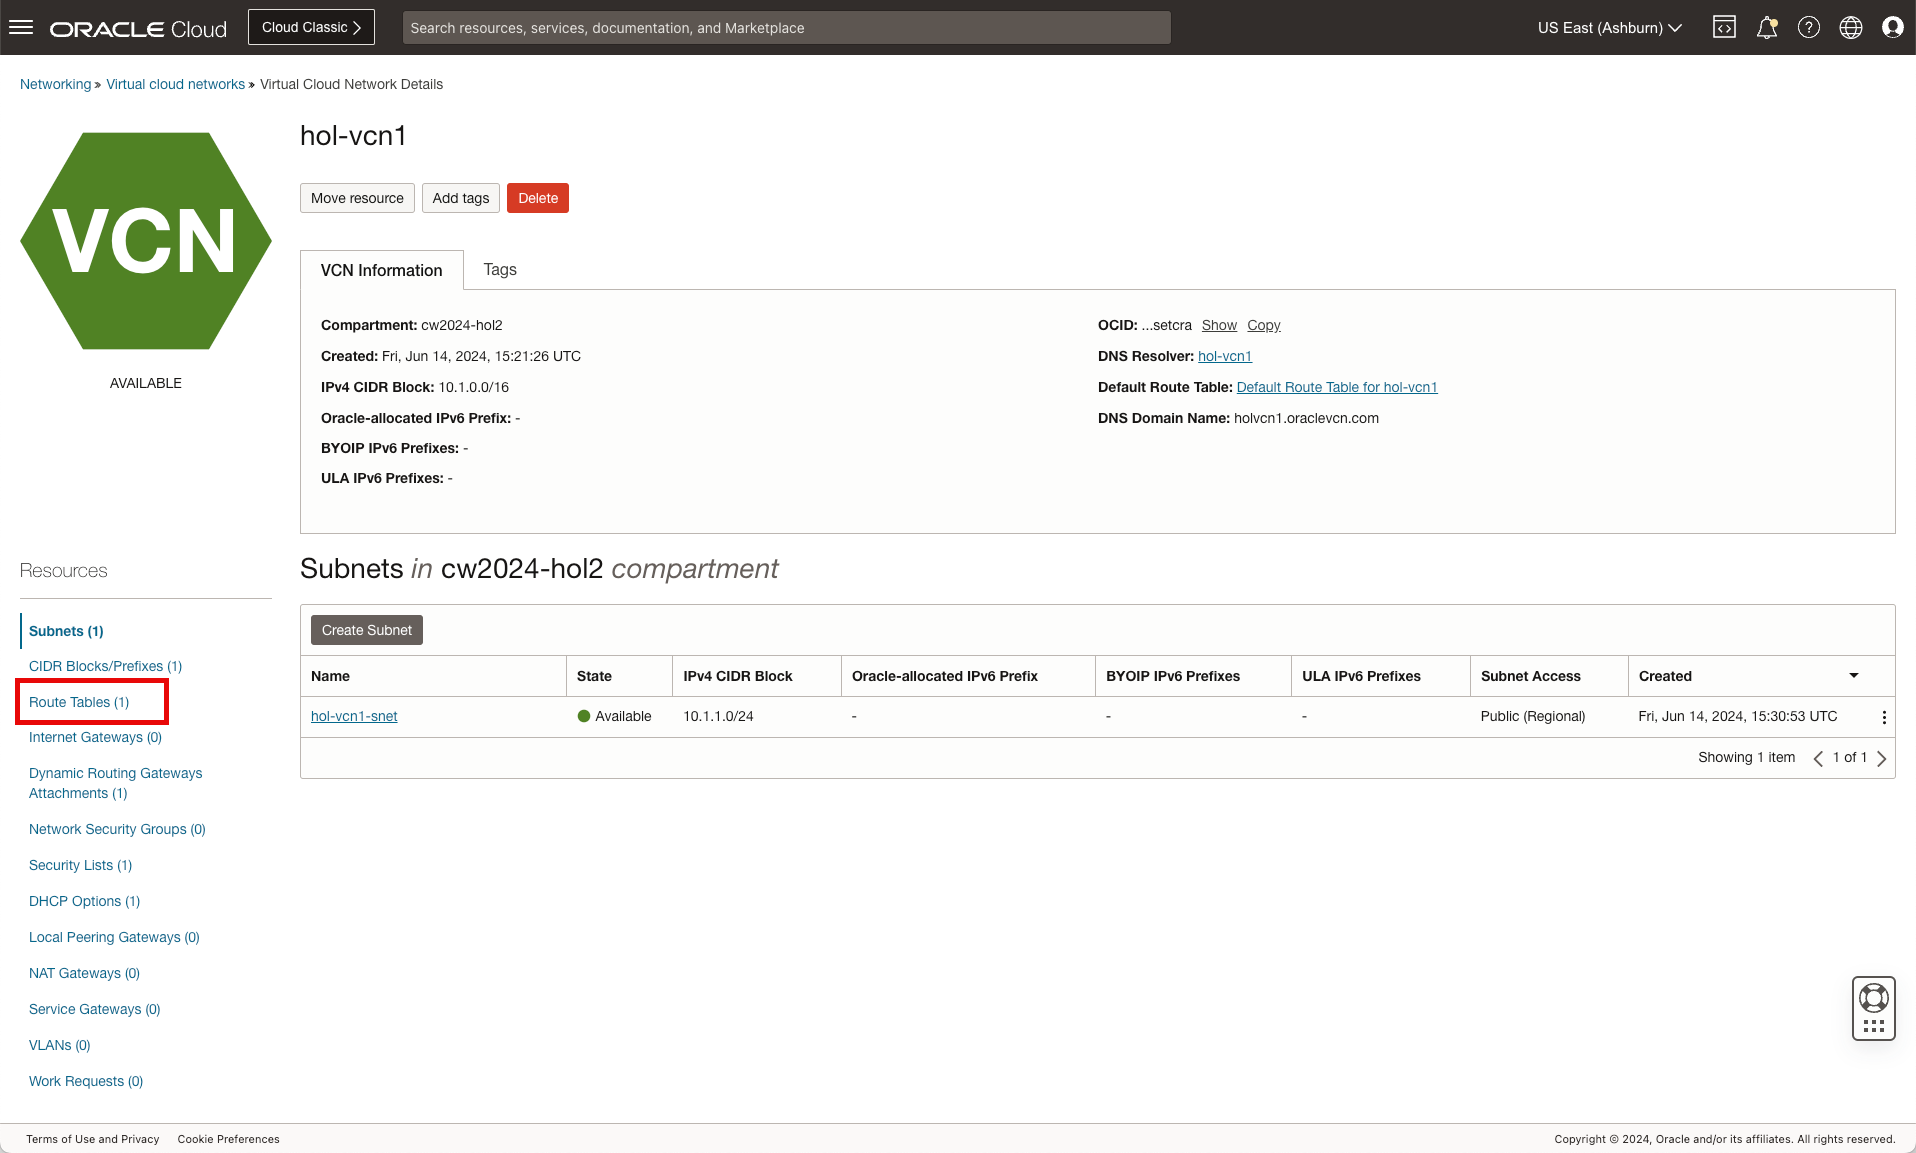 ORACLE Cloud
Cloud Classic
Search resources, services, documentation, and Marketplace
US East (Ashburn)
Networking » Virtual cloud networks » Virtual Cloud Network Details
VCN
AVAILABLE
hol-vcn1
Move resource
Add tags
Delete
VCN Information
Tags
Compartment: cw2024-hol2
Created: Fri, Jun 14, 2024, 15:21:26 UTC
IPv4 CIDR Block: 10.1.0.0/16
Oracle-allocated IPv6 Prefix: -
BYOIP IPv6 Prefixes: -
ULA IPv6 Prefixes: -
OCID: ...setcra Show Copy
DNS Resolver: hol-vcn1
Default Route Table: Default Route Table for hol-vcn1
DNS Domain Name: holvcn1.oraclevcn.com
Resources
Subnets (1)
CIDR Blocks/Prefixes (1)
Route Tables (1)
Internet Gateways (0)
Dynamic Routing Gateways
Attachments (1)
Network Security Groups (0)
Security Lists (1)
DHCP Options (1)
Local Peering Gateways (0)
NAT Gateways (0)
Service Gateways (0)
VLANs (0)
Work Requests (0)
Subnets in cw2024-hol2 compartment
Create Subnet
Name State IPv4 CIDR Block Oracle-allocated IPv6 Prefix BYOIP IPv6 Prefixes ULA IPv6 Prefixes Subnet Access Created
hol-vcn1-snet Available 10.1.1.0/24 - - - Public (Regional) Fri, Jun 14, 2024, 15:30:53 UTC
Showing 1 item 1 of 1
Terms of Use and Privacy Cookie Preferences
Copyright © 2024, Oracle and/or its affiliates. All rights reserved.